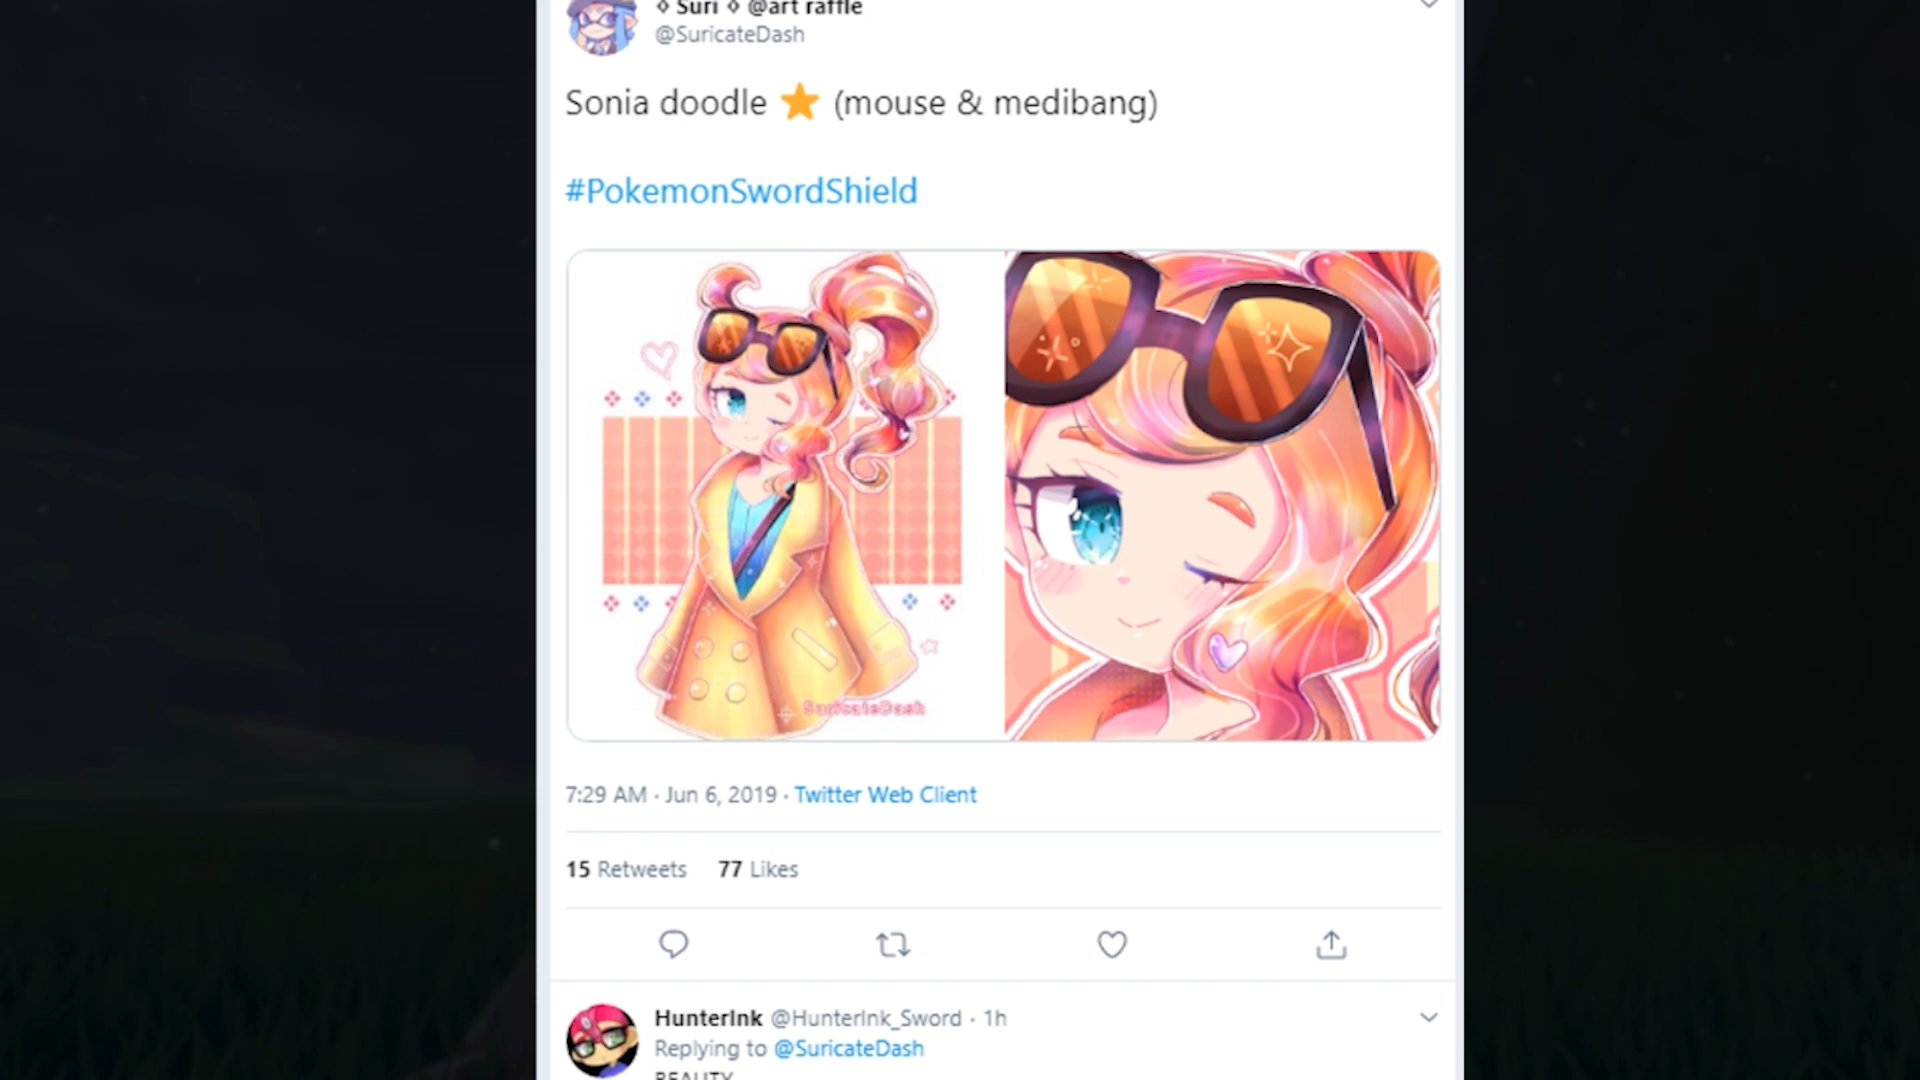 ◊ Suri ◊ @art raffle
@SuricateDash
Sonia doodle ⭐ (mouse & medibang)
#PokemonSwordShield
SuricateDash
7:29 AM · Jun 6, 2019 · Twitter Web Client
15 Retweets 77 Likes
HunterInk @HunterInk_Sword · 1h
Replying to @SuricateDash
BEAUTY